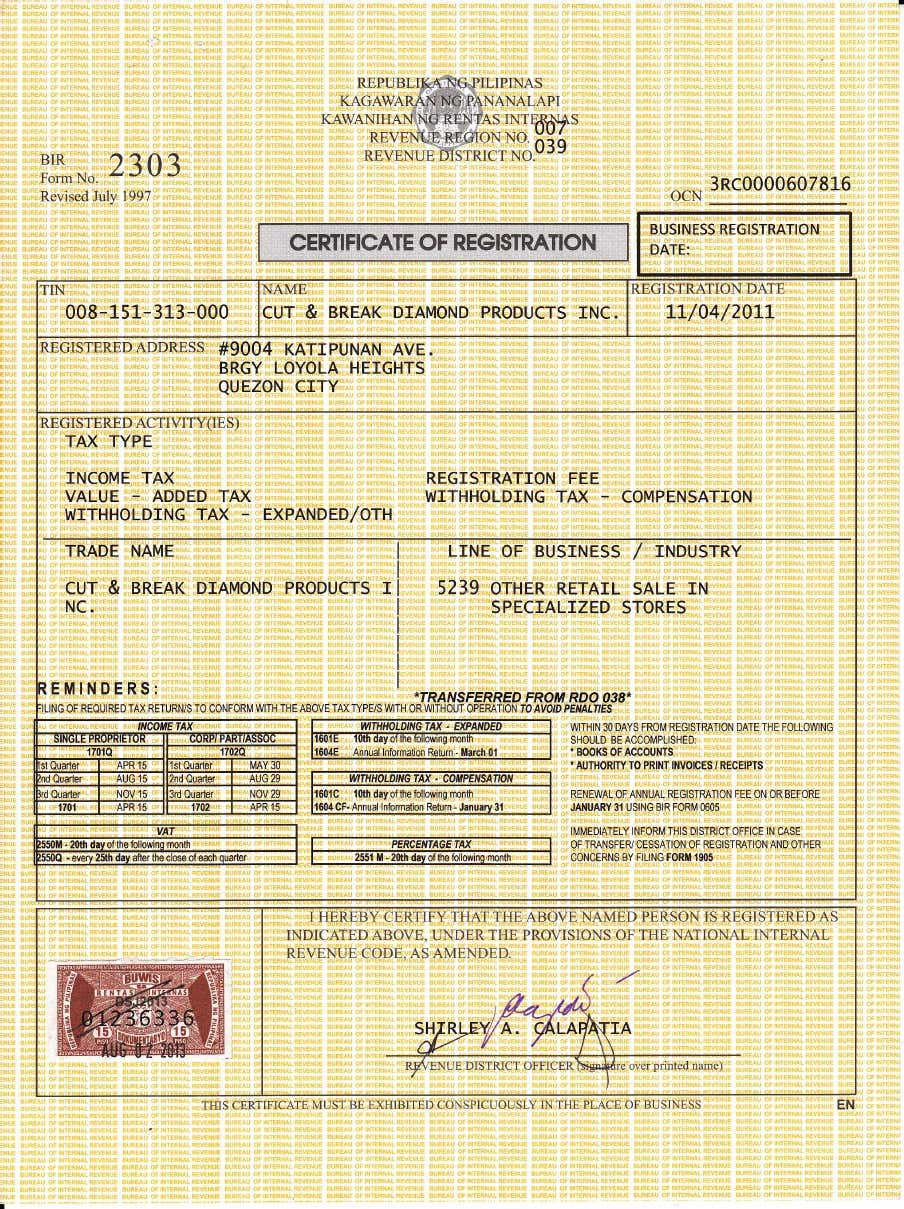 REPUBLIKA NG PILIPINAS
KAGAWARAN NG PANANALAPI
KAWANIHAN NG RENTAS INTERNAS
REVENUE REGION NO. 007
REVENUE DISTRICT NO. 039
BIR
Form No. 2303
Revised July 1997
OCN 3RC0000607816
CERTIFICATE OF REGISTRATION
BUSINESS REGISTRATION
DATE:
TIN NAME REGISTRATION DATE
008-151-313-000 CUT & BREAK DIAMOND PRODUCTS INC. 11/04/2011
REGISTERED ADDRESS #9004 KATIPUNAN AVE.
BRGY LOYOLA HEIGHTS
QUEZON CITY
REGISTERED ACTIVITY(IES)
TAX TYPE
INCOME TAX REGISTRATION FEE
VALUE - ADDED TAX WITHHOLDING TAX - COMPENSATION
WITHHOLDING TAX - EXPANDED/OTH
TRADE NAME LINE OF BUSINESS / INDUSTRY
CUT & BREAK DIAMOND PRODUCTS I 5239 OTHER RETAIL SALE IN
NC. SPECIALIZED STORES
REMINDERS: *TRANSFERRED FROM RDO 038*
FILING OF REQUIRED TAX RETURN/S TO CONFORM WITH THE ABOVE TAX TYPE/S WITH OR WITHOUT OPERATION TO AVOID PENALTIES
INCOME TAX
SINGLE PROPRIETOR CORP/ PART/ASSOC
1701Q 1702Q
1st Quarter APR 15 1st Quarter MAY 30
2nd Quarter AUG 15 2nd Quarter AUG 29
3rd Quarter NOV 15 3rd Quarter NOV 29
1701 APR 15 1702 APR 15
VAT
2550M - 20th day of the following month
2550Q - every 25th day after the close of each quarter
WITHHOLDING TAX - EXPANDED
1601E 10th day of the following month
1604E Annual Information Return - March 01
WITHHOLDING TAX - COMPENSATION
1601C 10th day of the following month
1604 CF- Annual Information Return - January 31
PERCENTAGE TAX
2551 M - 20th day of the following month
WITHIN 30 DAYS FROM REGISTRATION DATE THE FOLLOWING
SHOULD BE ACCOMPLISHED:
* BOOKS OF ACCOUNTS
* AUTHORITY TO PRINT INVOICES / RECEIPTS
RENEWAL OF ANNUAL REGISTRATION FEE ON OR BEFORE
JANUARY 31 USING BIR FORM 0605
IMMEDIATELY INFORM THIS DISTRICT OFFICE IN CASE
OF TRANSFER/ CESSATION OF REGISTRATION AND OTHER
CONCERNS BY FILING FORM 1905
I HEREBY CERTIFY THAT THE ABOVE NAMED PERSON IS REGISTERED AS
INDICATED ABOVE, UNDER THE PROVISIONS OF THE NATIONAL INTERNAL
REVENUE CODE, AS AMENDED.
BUWIS
SA
RENTAS INTERNAS
01236336
15 15
AUG 02 2013
SHIRLEY A. CALAPATIA
REVENUE DISTRICT OFFICER (signature over printed name)
THIS CERTIFICATE MUST BE EXHIBITED CONSPICUOUSLY IN THE PLACE OF BUSINESS
EN